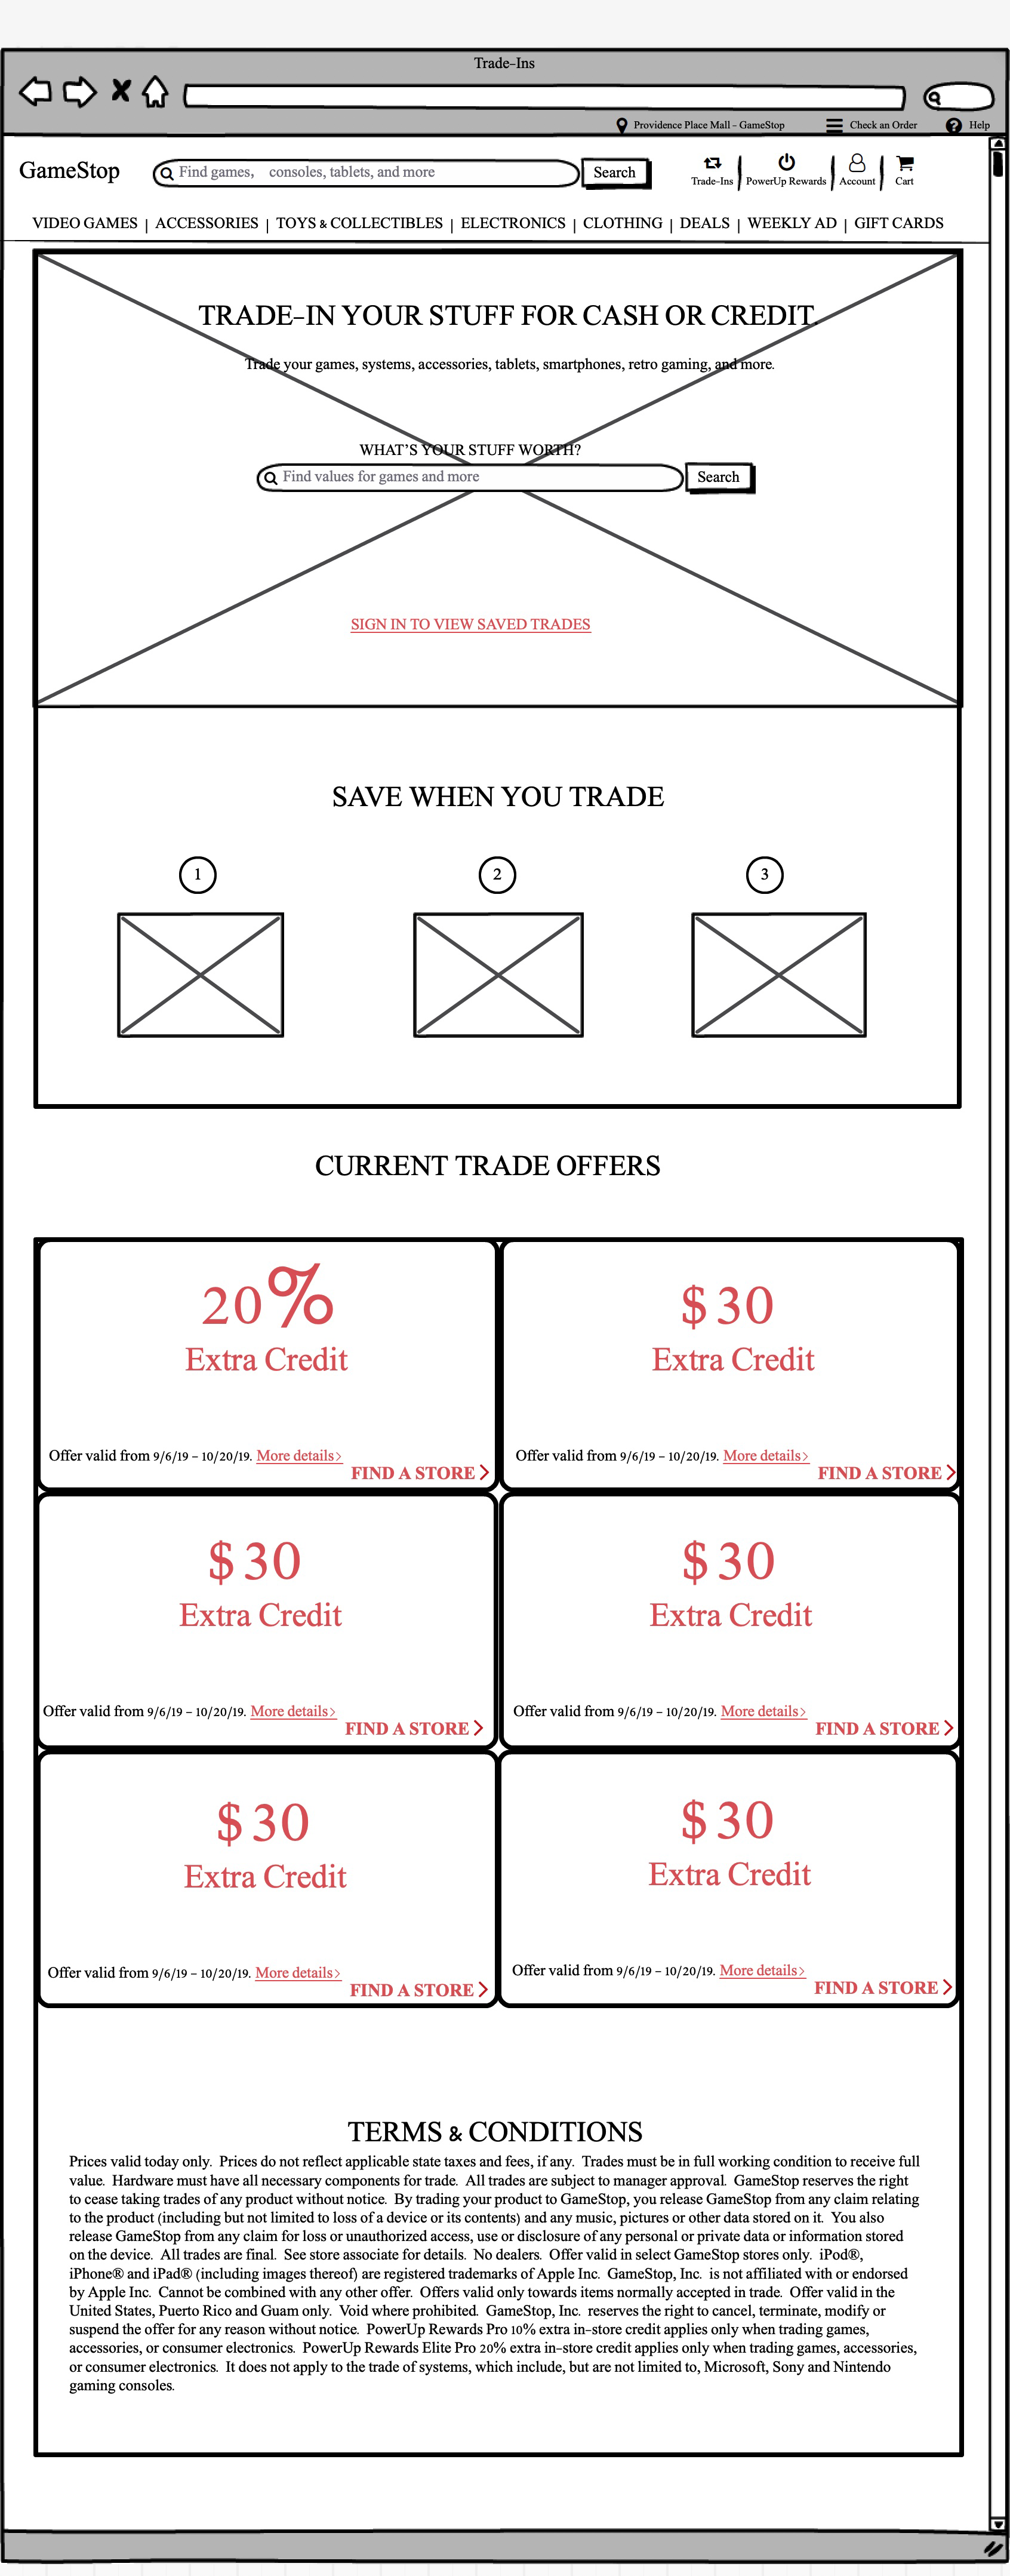 Trade-Ins
Providence Place Mall - GameStop Check an Order Help
GameStop Find games, consoles, tablets, and more Search Trade-Ins PowerUp Rewards Account Cart
VIDEO GAMES | ACCESSORIES | TOYS & COLLECTIBLES | ELECTRONICS | CLOTHING | DEALS | WEEKLY AD | GIFT CARDS
TRADE-IN YOUR STUFF FOR CASH OR CREDIT.
Trade your games, systems, accessories, tablets, smartphones, retro gaming, and more.
WHAT'S YOUR STUFF WORTH?
Find values for games and more Search
SIGN IN TO VIEW SAVED TRADES
SAVE WHEN YOU TRADE
1 2 3
CURRENT TRADE OFFERS
20%
Extra Credit
Offer valid from 9/6/19 - 10/20/19. More details>
FIND A STORE >
$30
Extra Credit
Offer valid from 9/6/19 - 10/20/19. More details>
FIND A STORE >
$30
Extra Credit
Offer valid from 9/6/19 - 10/20/19. More details>
FIND A STORE >
$30
Extra Credit
Offer valid from 9/6/19 - 10/20/19. More details>
FIND A STORE >
$30
Extra Credit
Offer valid from 9/6/19 - 10/20/19. More details>
FIND A STORE >
$30
Extra Credit
Offer valid from 9/6/19 - 10/20/19. More details>
FIND A STORE >
TERMS & CONDITIONS
Prices valid today only. Prices do not reflect applicable state taxes and fees, if any. Trades must be in full working condition to receive full
value. Hardware must have all necessary components for trade. All trades are subject to manager approval. GameStop reserves the right
to cease taking trades of any product without notice. By trading your product to GameStop, you release GameStop from any claim relating
to the product (including but not limited to loss of a device or its contents) and any music, pictures or other data stored on it. You also
release GameStop from any claim for loss or unauthorized access, use or disclosure of any personal or private data or information stored
on the device. All trades are final. See store associate for details. No dealers. Offer valid in select GameStop stores only. iPod®,
iPhone® and iPad® (including images thereof) are registered trademarks of Apple Inc. GameStop, Inc. is not affiliated with or endorsed
by Apple Inc. Cannot be combined with any other offer. Offers valid only towards items normally accepted in trade. Offer valid in the
United States, Puerto Rico and Guam only. Void where prohibited. GameStop, Inc. reserves the right to cancel, terminate, modify or
suspend the offer for any reason without notice. PowerUp Rewards Pro 10% extra in-store credit applies only when trading games,
accessories, or consumer electronics. PowerUp Rewards Elite Pro 20% extra in-store credit applies only when trading games, accessories,
or consumer electronics. It does not apply to the trade of systems, which include, but are not limited to, Microsoft, Sony and Nintendo
gaming consoles.